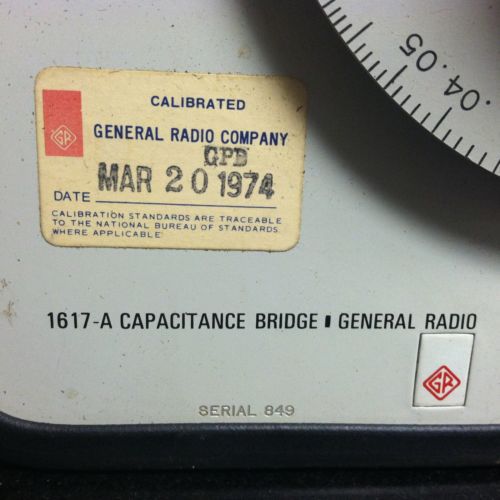 .04 .05
GR
CALIBRATED
GENERAL RADIO COMPANY
GPB
DATE MAR 20 1974
CALIBRATION STANDARDS ARE TRACEABLE
TO THE NATIONAL BUREAU OF STANDARDS.
WHERE APPLICABLE
1617-A CAPACITANCE BRIDGE ▮ GENERAL RADIO
GR
SERIAL 849